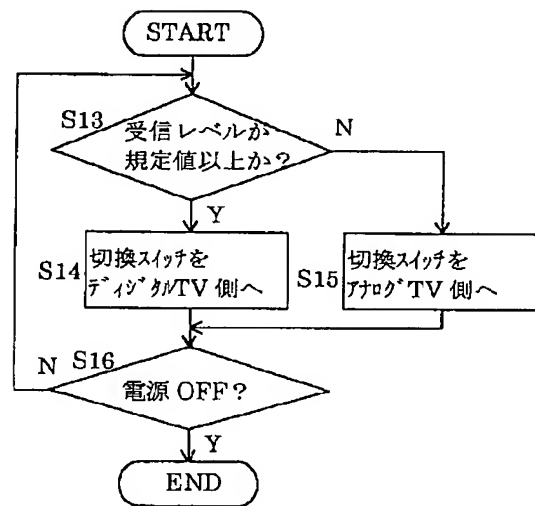 START
S13
受信レベルが
規定値以上か?
N
Y
S14
切換スイッチを
ディジタルTV側へ
S15
切換スイッチを
アナログTV側へ
N
S16
電源OFF?
Y
END